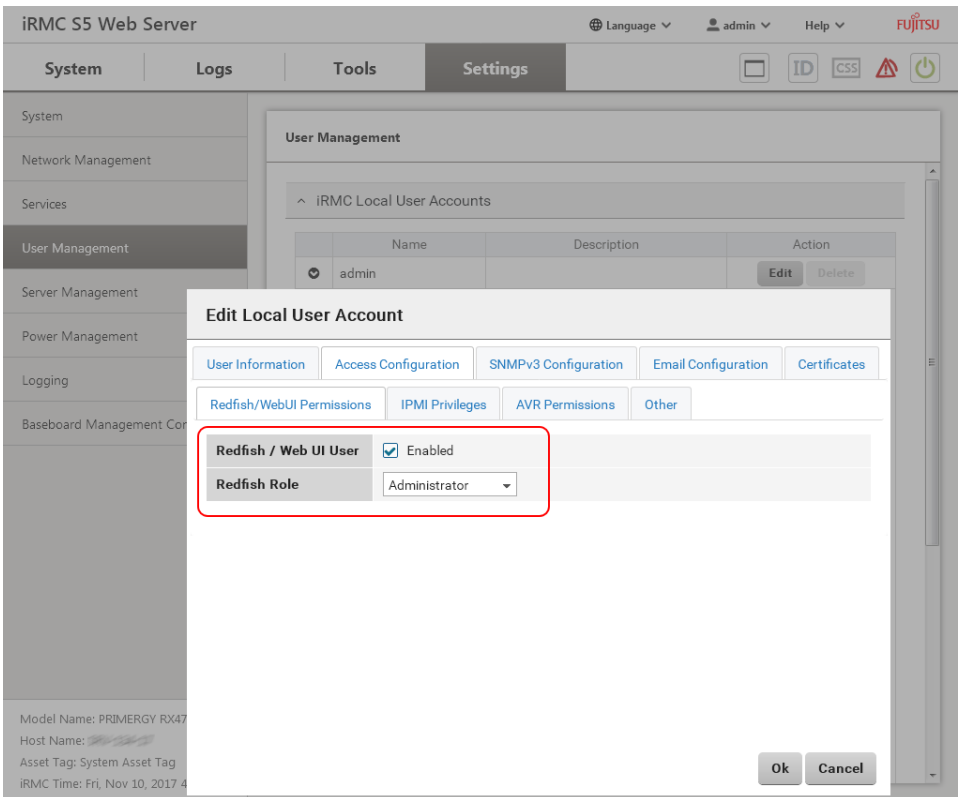 iRMC S5 Web Server
Language
admin
Help
FUJITSU
System
Logs
Tools
Settings
ID
CSS
System
Network Management
Services
User Management
Server Management
Power Management
Logging
Baseboard Management Cor
User Management
iRMC Local User Accounts
Name Description Action
admin Edit Delete
Edit Local User Account
User Information Access Configuration SNMPv3 Configuration Email Configuration Certificates
Redfish/WebUI Permissions IPMI Privileges AVR Permissions Other
Redfish / Web UI User Enabled
Redfish Role Administrator
Ok Cancel
Model Name: PRIMERGY RX47
Host Name:
Asset Tag: System Asset Tag
iRMC Time: Fri, Nov 10, 2017 4